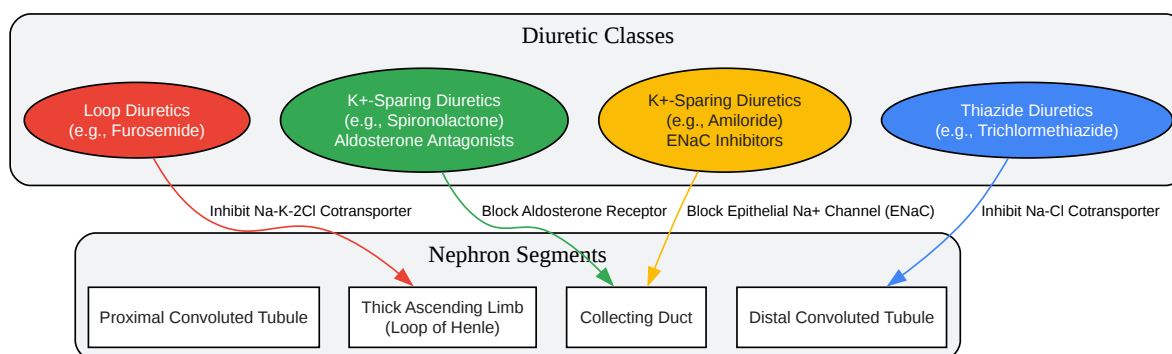 Diuretic Classes
Loop Diuretics
(e.g., Furosemide)
K+-Sparing Diuretics
(e.g., Spironolactone)
Aldosterone Antagonists
K+-Sparing Diuretics
(e.g., Amiloride)
ENaC Inhibitors
Thiazide Diuretics
(e.g., Trichlormethiazide)
Inhibit Na-K-2Cl Cotransporter
Block Aldosterone Receptor
Block Epithelial Na+ Channel (ENaC)
Inhibit Na-Cl Cotransporter
Nephron Segments
Proximal Convoluted Tubule
Thick Ascending Limb
(Loop of Henle)
Collecting Duct
Distal Convoluted Tubule